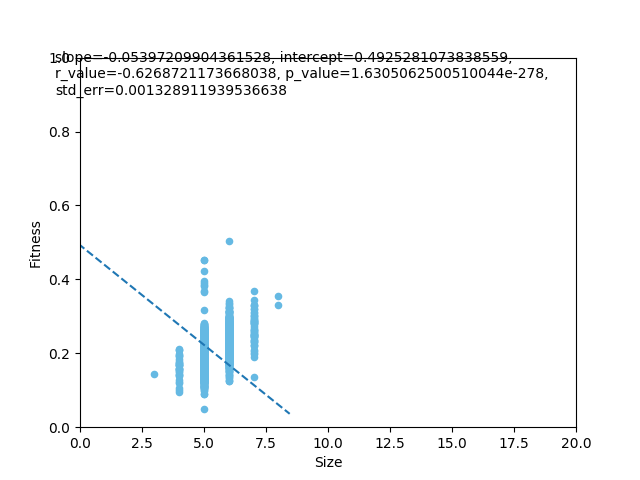 slope=-0.05397209904361528, intercept=0.4925281073838559,
r_value=-0.6268721173668038, p_value=1.6305062500510044e-278,
std_err=0.001328911939536638
1.0
0.8
0.6
0.4
0.2
0.0
Fitness
0.0 2.5 5.0 7.5 10.0 12.5 15.0 17.5 20.0
Size